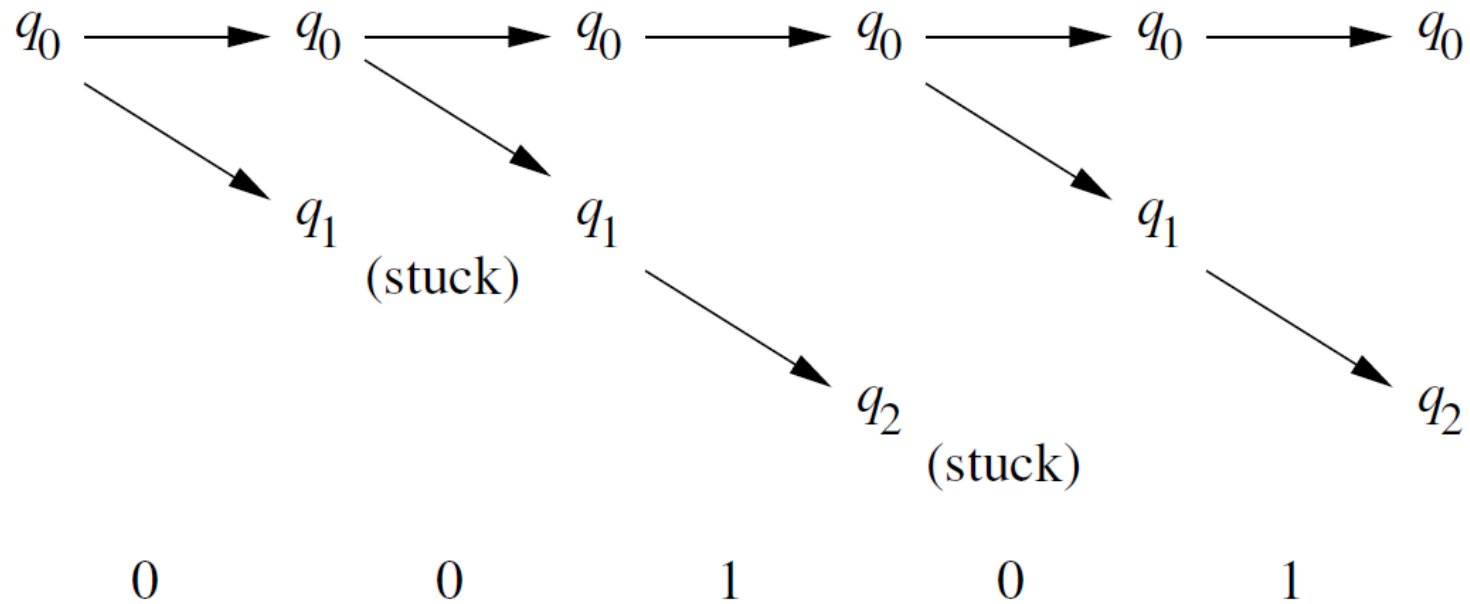 q0 q0 q0 q0 q0 q0
q1 q1 q1
(stuck)
q2 q2
(stuck)
0 0 1 0 1